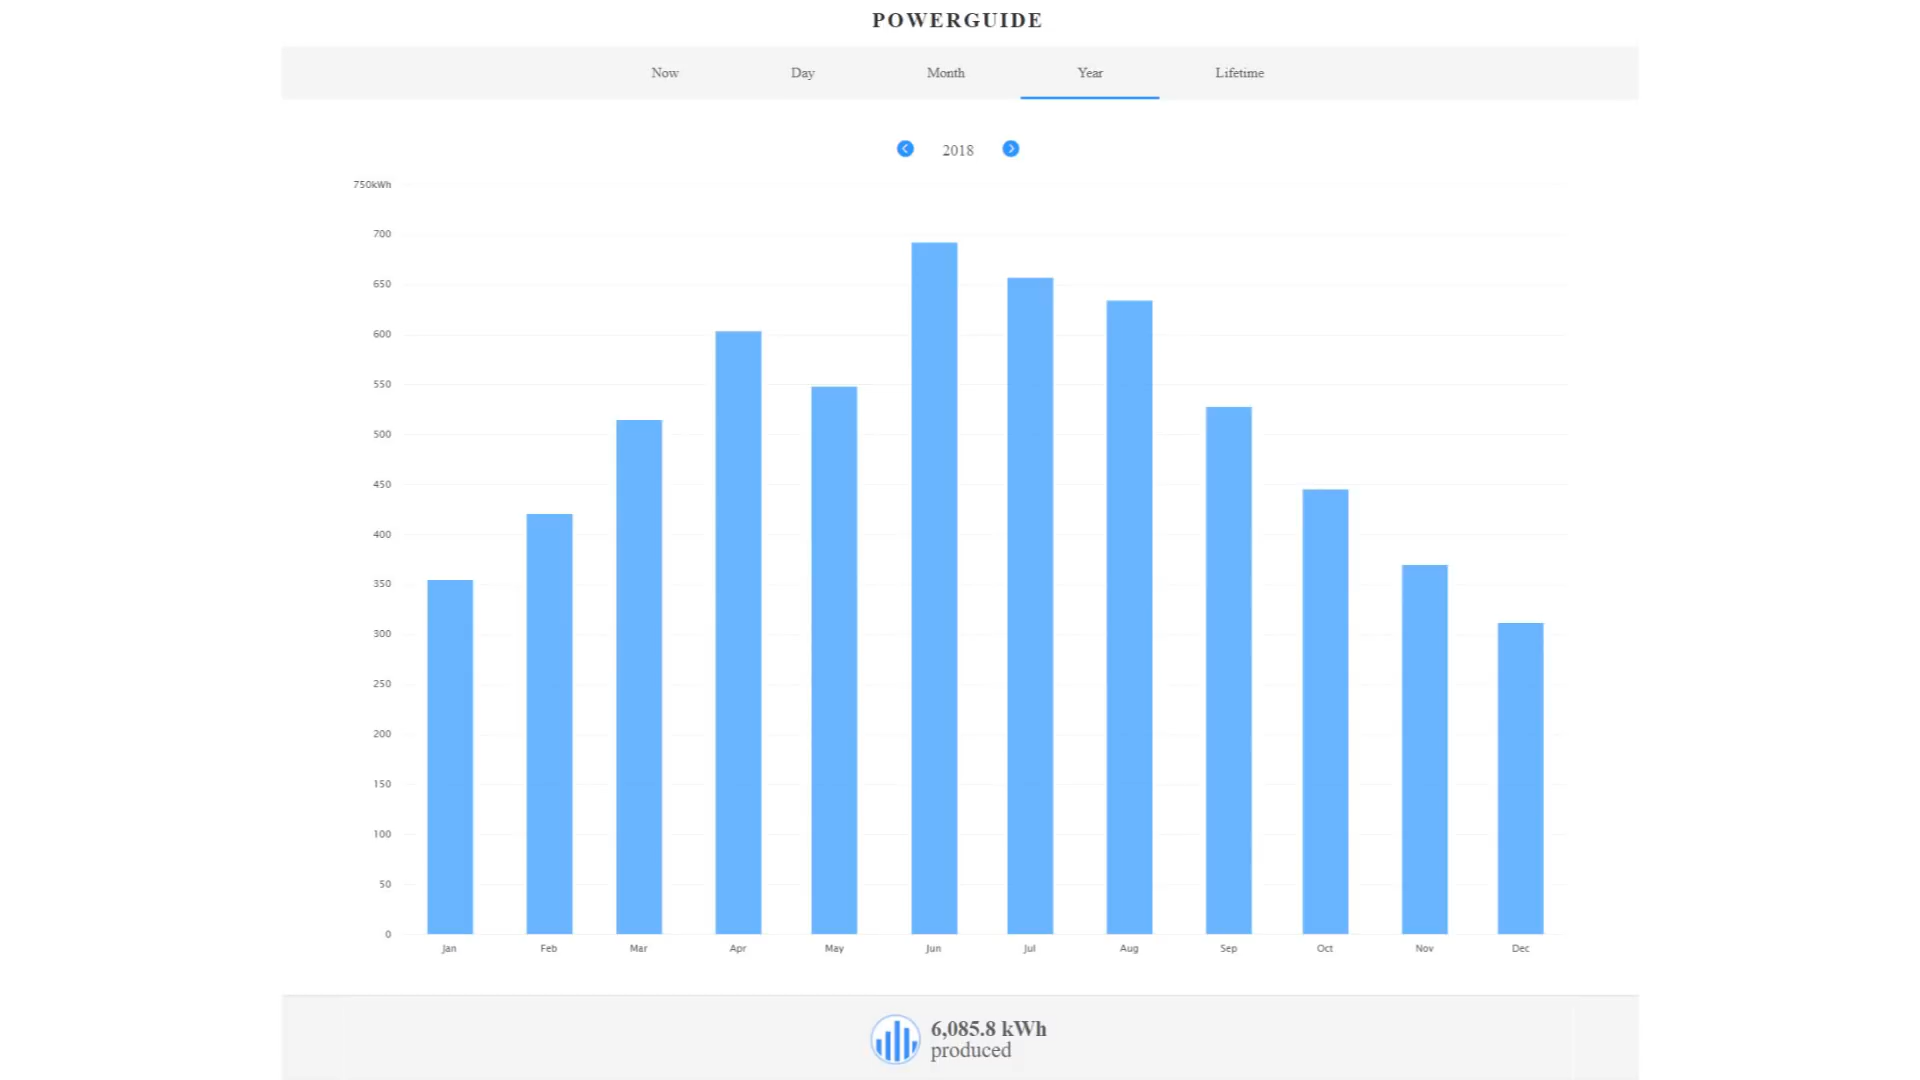 POWERGUIDE
Now Day Month Year Lifetime
2018
750kWh
700
650
600
550
500
450
400
350
300
250
200
150
100
50
0
Jan Feb Mar Apr May Jun Jul Aug Sep Oct Nov Dec
6,085.8 kWh
produced